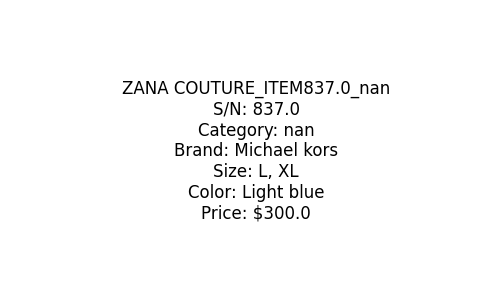 ZANA COUTURE_ITEM837.0_nan
S/N: 837.0
Category: nan
Brand: Michael kors
Size: L, XL
Color: Light blue
Price: $300.0